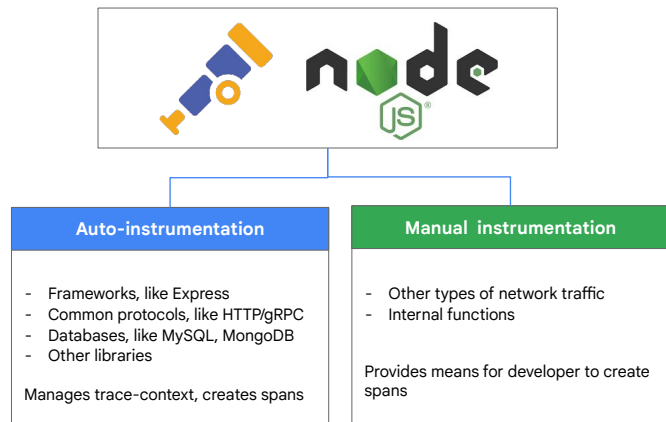 node
JS®
Auto-instrumentation
- Frameworks, like Express
- Common protocols, like HTTP/gRPC
- Databases, like MySQL, MongoDB
- Other libraries
Manages trace-context, creates spans
Manual instrumentation
- Other types of network traffic
- Internal functions
Provides means for developer to create
spans